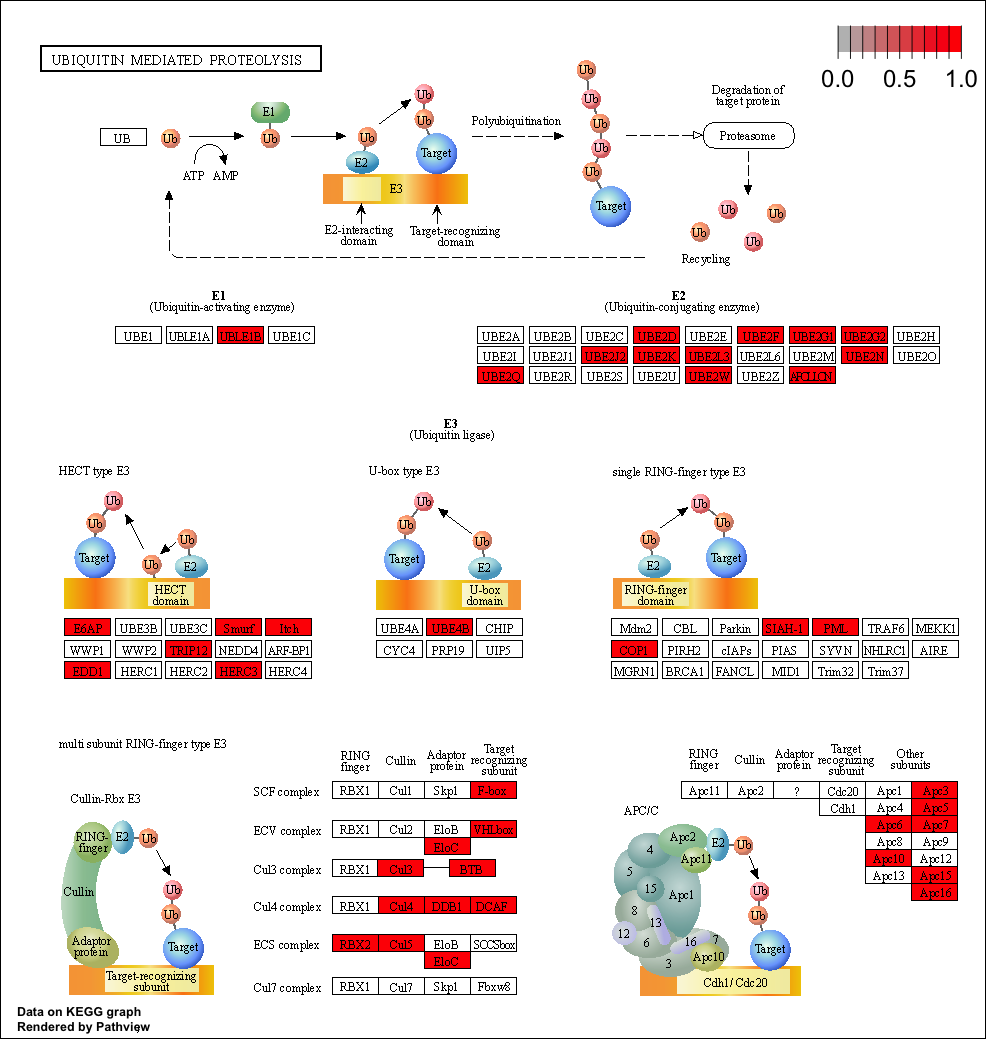 UBIQUITIN MEDIATED PROTEOLYSIS
0.0 0.5 1.0
Degradation of
target protein
E1
Ub
Ub
UB Ub Ub Ub Ub E2 Target
Polyubiquitination
Proteasome
ATP AMP
E3
Ub
Ub
Ub
Ub
Ub
Target
E2-interacting
domain
Target-recognizing
domain
Ub Ub Ub Ub
Recycling
E1
(Ubiquitin-activating enzyme)
UBE1 UBLE1A UBLE1B UBE1C
E2
(Ubiquitin-conjugating enzyme)
UBE2A UBE2B UBE2C UBE2D UBE2E UBE2F UBE2G1 UBE2G2 UBE2H
UBE2I UBE2J1 UBE2J2 UBE2K UBE2L3 UBE2L6 UBE2M UBE2N UBE2O
UBE2Q UBE2R UBE2S UBE2U UBE2W UBE2Z APOLLON
E3
(Ubiquitin ligase)
HECT type E3
Ub
Ub Ub
Target Ub E2
HECT
domain
E6AP UBE3B UBE3C Smurf Itch
WWP1 WWP2 TRIP12 NEDD4 ARF-BP1
EDD1 HERC1 HERC2 HERC3 HERC4
U-box type E3
Ub
Ub Ub
Target E2
U-box
domain
UBE4A UBE4B CHIP
CYC4 PRP19 UIP5
single RING-finger type E3
Ub
Ub Ub
E2 Target
RING-finger
domain
Mdm2 CBL Parkin SIAH-1 PML TRAF6 MEKK1
COP1 PIRH2 cIAPs PIAS SYVN NHLRC1 AIRE
MGRN1 BRCA1 FANCL MID1 Trim32 Trim37
multi subunit RING-finger type E3
Cullin-Rbx E3
RING-
finger
E2 Ub
Cullin
Ub
Ub
Adaptor
protein
Target
Target-recognizing
subunit
RING
finger
Cullin
Adaptor
protein
Target
recognizing
subunit
SCF complex RBX1 Cul1 Skp1 F-box
ECV complex RBX1 Cul2 EloB VHLbox
EloC
Cul3 complex RBX1 Cul3 BTB
Cul4 complex RBX1 Cul4 DDB1 DCAF
ECS complex RBX2 Cul5 EloB SOCSbox
EloC
Cul7 complex RBX1 Cul7 Skp1 Fbxw8
RING
finger
Cullin
Adaptor
protein
Target
recognizing
subunit
Other
subunits
Apc11 Apc2 ? Cdc20 Apc1 Apc3
Cdh1 Apc4 Apc5
Apc6 Apc7
Apc8 Apc9
Apc10 Apc12
Apc13 Apc15
Apc16
APC/C
Apc2 E2 Ub
4 Apc11
5 15 Apc1
Ub
8 13 Ub
12 6 16 7
3 Apc10 Target
Cdh1/Cdc20
Data on KEGG graph
Rendered by Pathview